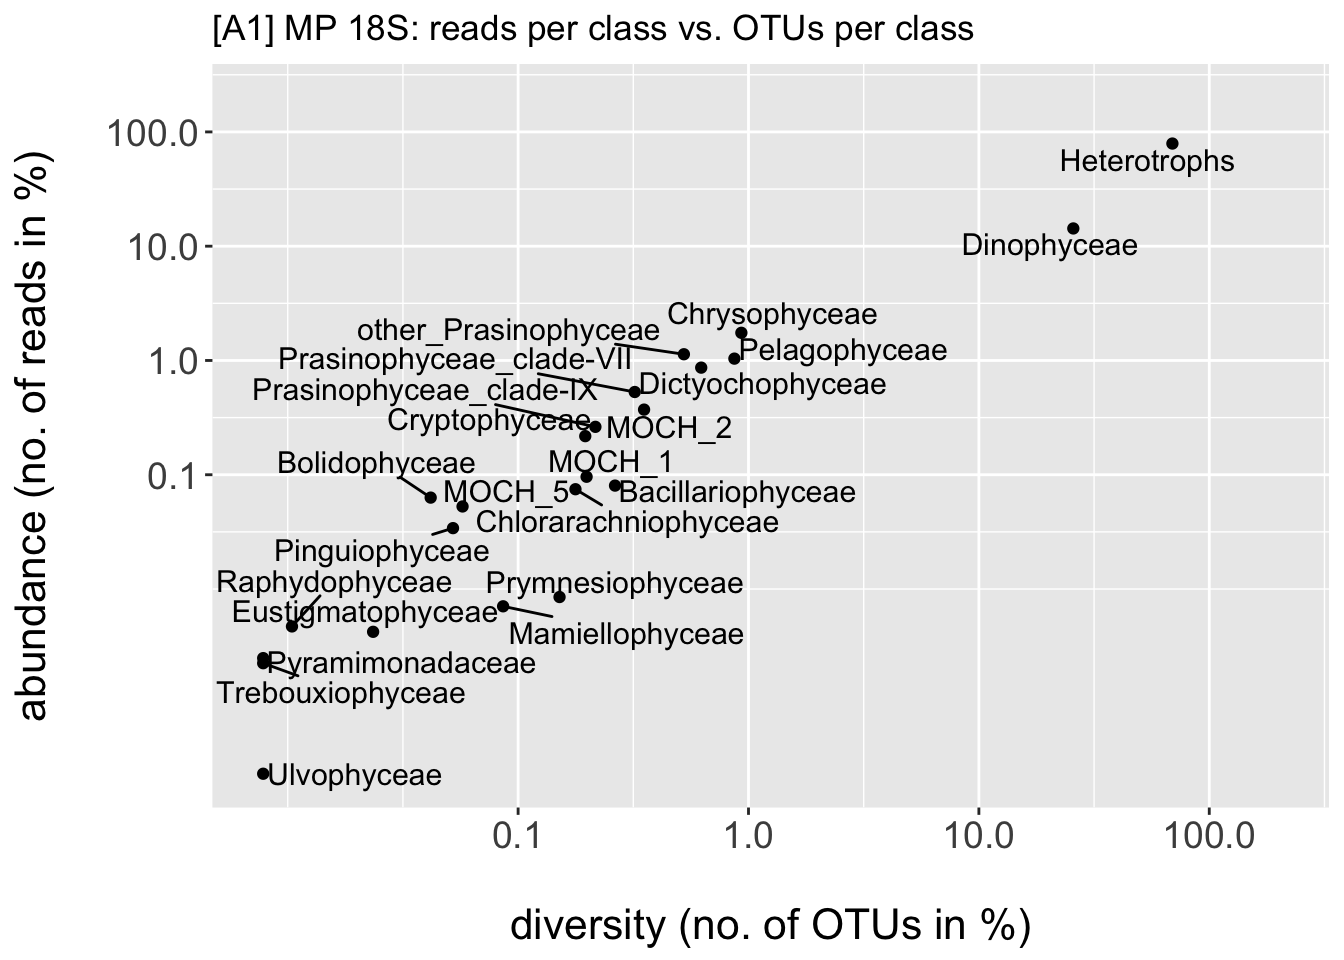 [A1] MP 18S: reads per class vs. OTUs per class
abundance (no. of reads in %)
100.0
10.0
1.0
0.1
Heterotrophs
Dinophyceae
Chrysophyceae
other_Prasinophyceae
Pelagophyceae
Prasinophyceae_clade-VII
Dictyochophyceae
Prasinophyceae_clade-IX
Cryptophyceae
MOCH_2
MOCH_1
Bolidophyceae
MOCH_5
Bacillariophyceae
Chlorarachniophyceae
Pinguiophyceae
Raphydophyceae
Prymnesiophyceae
Eustigmatophyceae
Mamiellophyceae
Pyramimonadaceae
Trebouxiophyceae
Ulvophyceae
0.1
1.0
10.0
100.0
diversity (no. of OTUs in %)